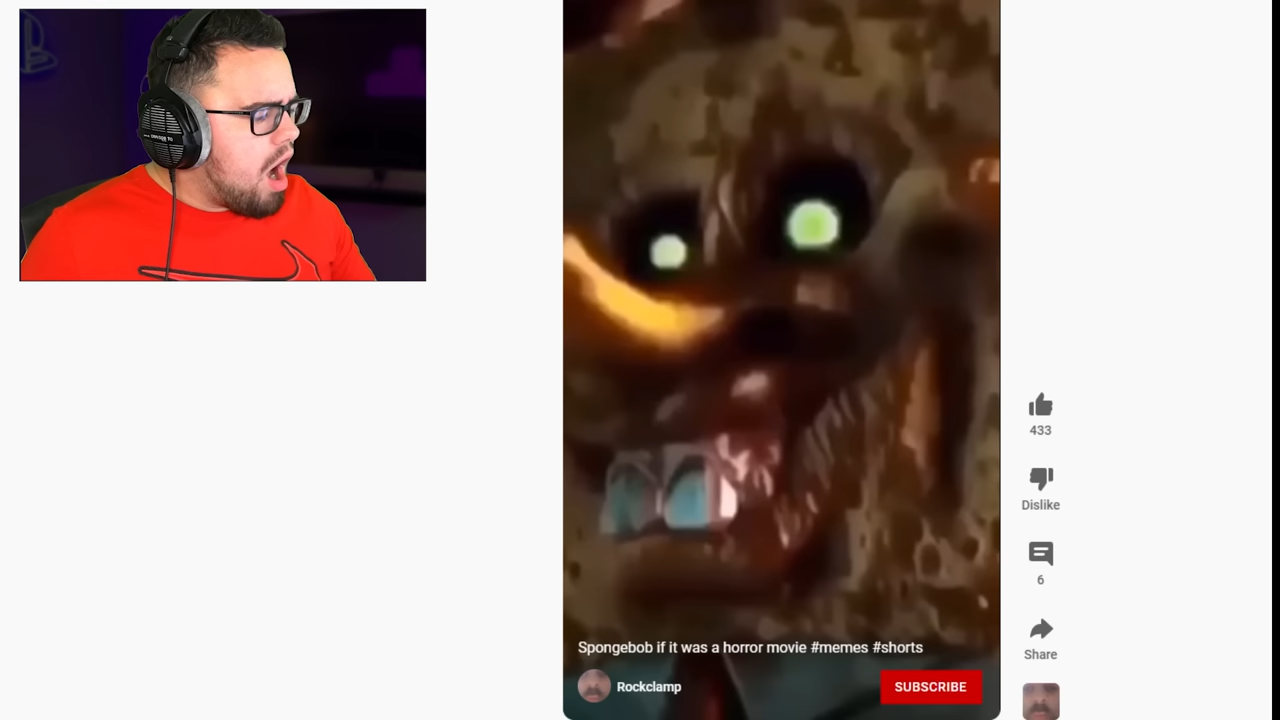 433
Dislike
6
Share
Spongebob if it was a horror movie #memes #shorts
Rockclamp
SUBSCRIBE